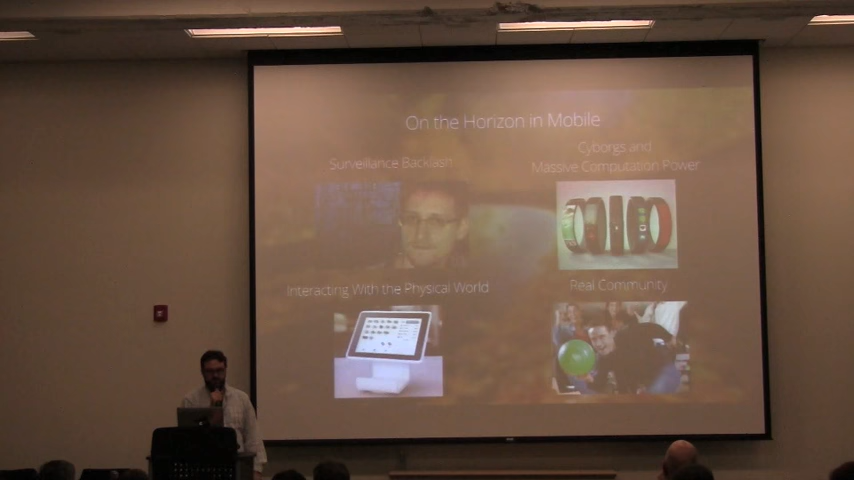 On the Horizon in Mobile
Surveillance Backlash
Cyborgs and
Massive Computation Power
Interacting With the Physical World
Real Community